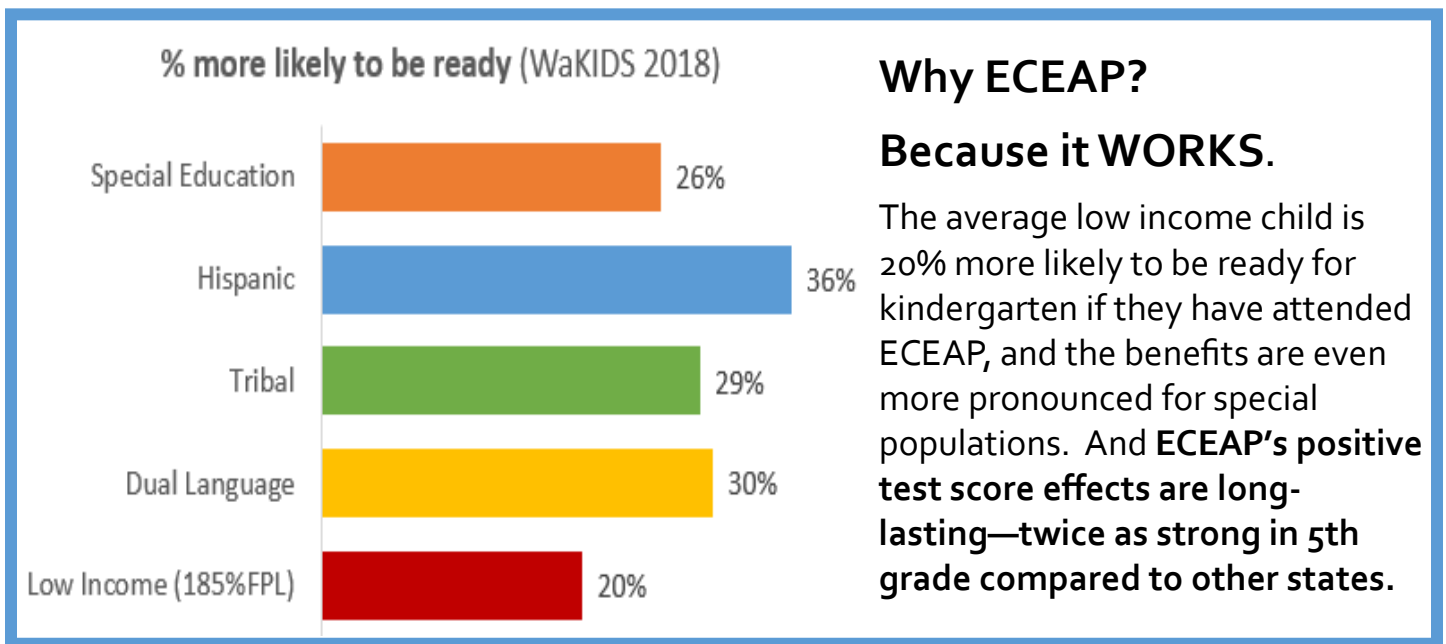 % more likely to be ready (WaKIDS 2018)
Special Education
26%
Hispanic
36%
Tribal
29%
Dual Language
30%
Low Income (185%FPL)
20%
Why ECEAP?
Because it WORKS.
The average low income child is
20% more likely to be ready for
kindergarten if they have attended
ECEAP, and the benefits are even
more pronounced for special
populations.  And ECEAP's positive
test score effects are long-
lasting—twice as strong in 5th
grade compared to other states.